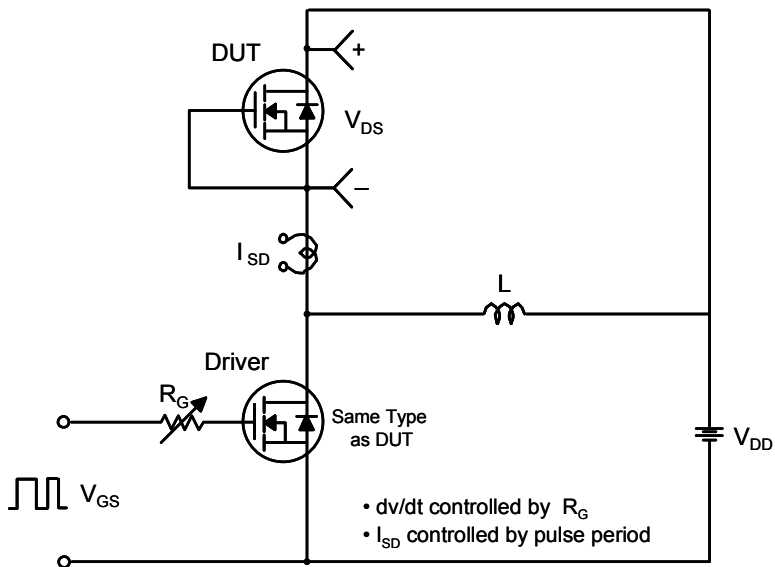 DUT
+
V_DS
–
I_SD
L
Driver
R_G
Same Type
as DUT
V_DD
V_GS
• dv/dt controlled by R_G
• I_SD controlled by pulse period